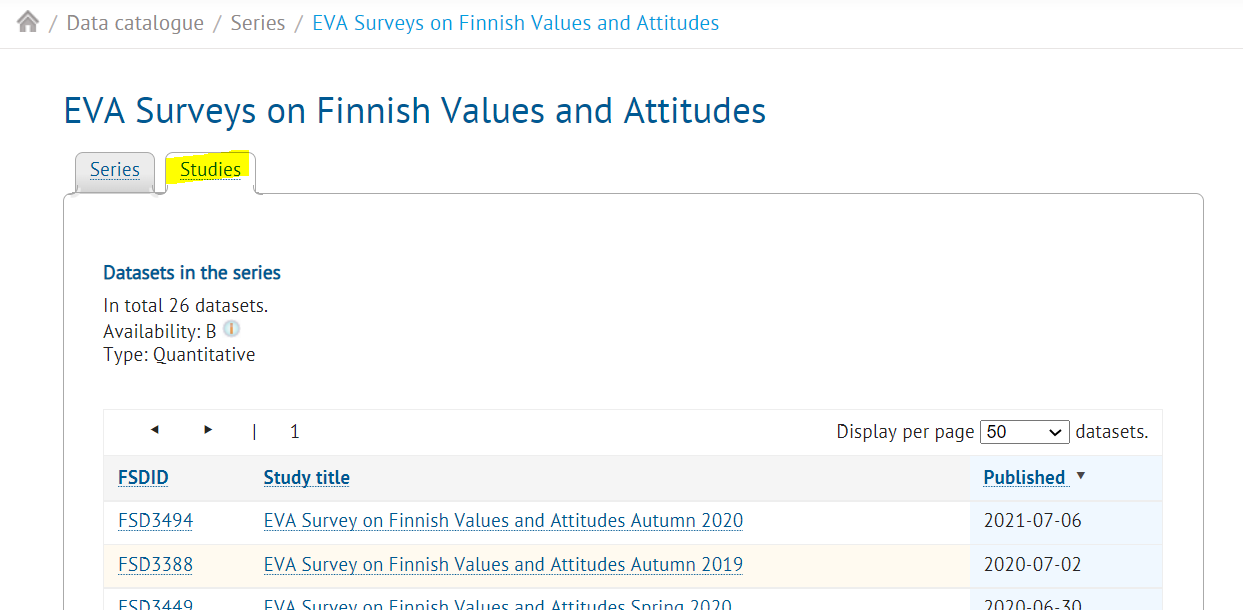 / Data catalogue / Series / EVA Surveys on Finnish Values and Attitudes
EVA Surveys on Finnish Values and Attitudes
Series Studies
Datasets in the series
In total 26 datasets.
Availability: B
Type: Quantitative
◄ ► | 1 Display per page 50 datasets.
FSDID Study title Published ▼
FSD3494 EVA Survey on Finnish Values and Attitudes Autumn 2020 2021-07-06
FSD3388 EVA Survey on Finnish Values and Attitudes Autumn 2019 2020-07-02
FSD3449 EVA Survey on Finnish Values and Attitudes Spring 2020 2020-06-30